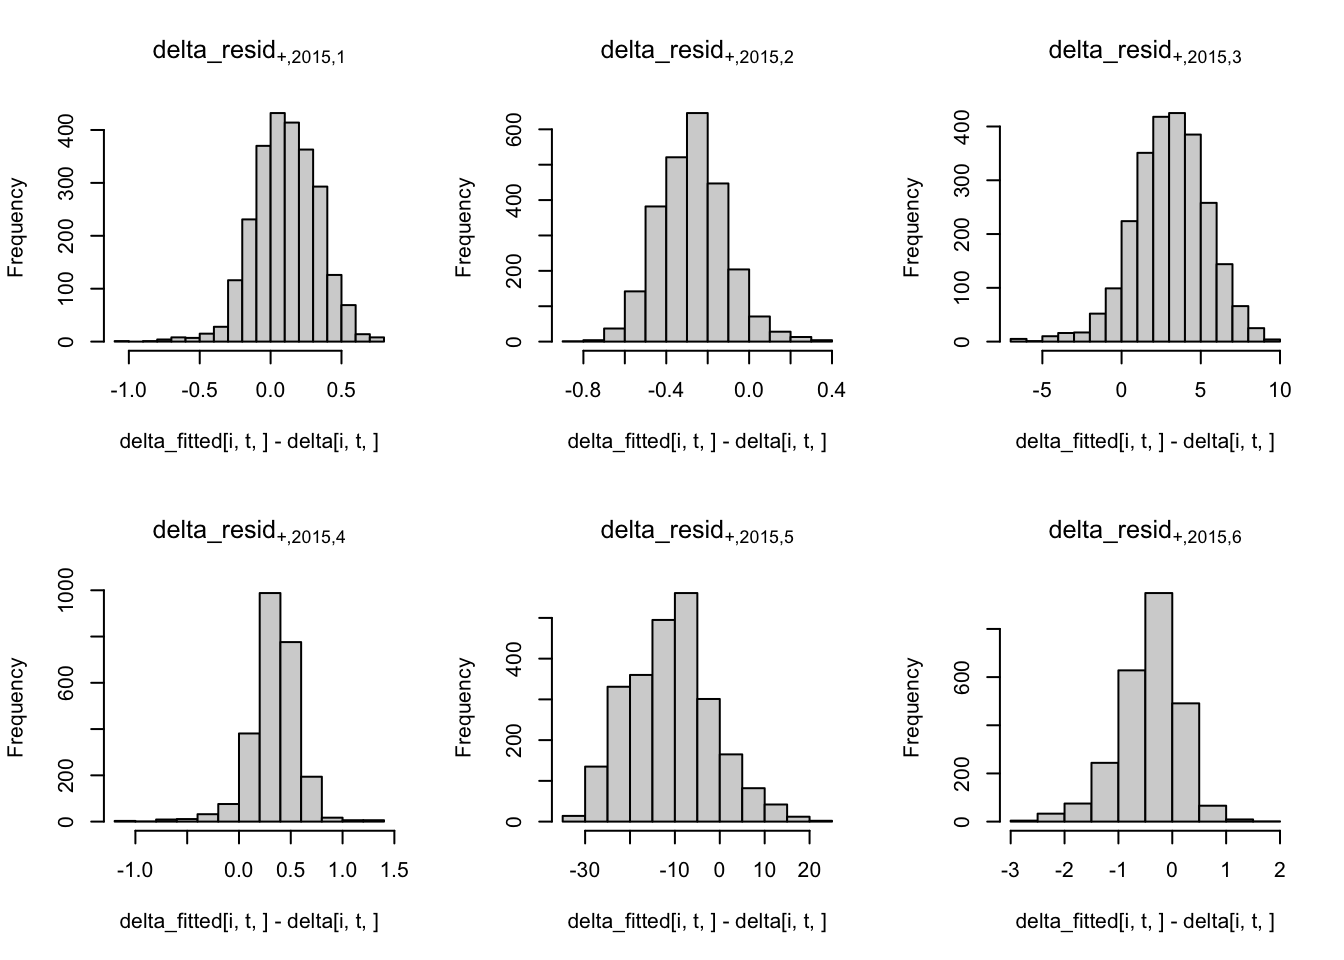 delta_resid+,2015,1
Frequency
400
300
200
100
0
-1.0 -0.5 0.0 0.5
delta_fitted[i, t, ] - delta[i, t, ]
delta_resid+,2015,2
Frequency
600
400
200
0
-0.8 -0.4 0.0 0.4
delta_fitted[i, t, ] - delta[i, t, ]
delta_resid+,2015,3
Frequency
400
300
200
100
0
-5 0 5 10
delta_fitted[i, t, ] - delta[i, t, ]
delta_resid+,2015,4
Frequency
1000
600
200
0
-1.0 0.0 0.5 1.0 1.5
delta_fitted[i, t, ] - delta[i, t, ]
delta_resid+,2015,5
Frequency
400
200
0
-30 -10 0 10 20
delta_fitted[i, t, ] - delta[i, t, ]
delta_resid+,2015,6
Frequency
600
200
0
-3 -2 -1 0 1 2
delta_fitted[i, t, ] - delta[i, t, ]